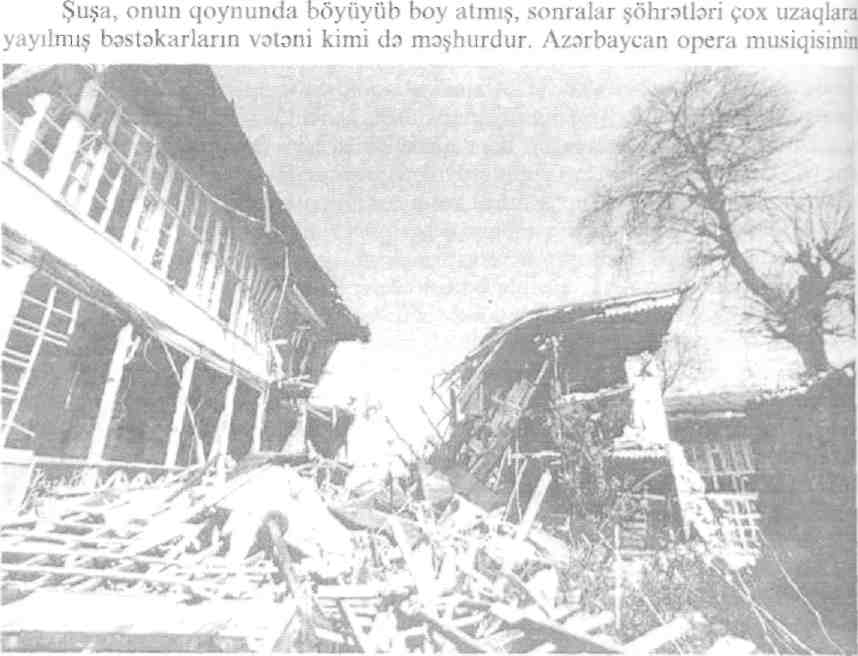 Şuşa, onun qoynunda böyüyüb boy atmış, sonralar şöhrətləri çox uzaqlara
yayılmış bəstəkarların vətəni kimi də məşhurdur. Azərbaycan opera musiqisinin